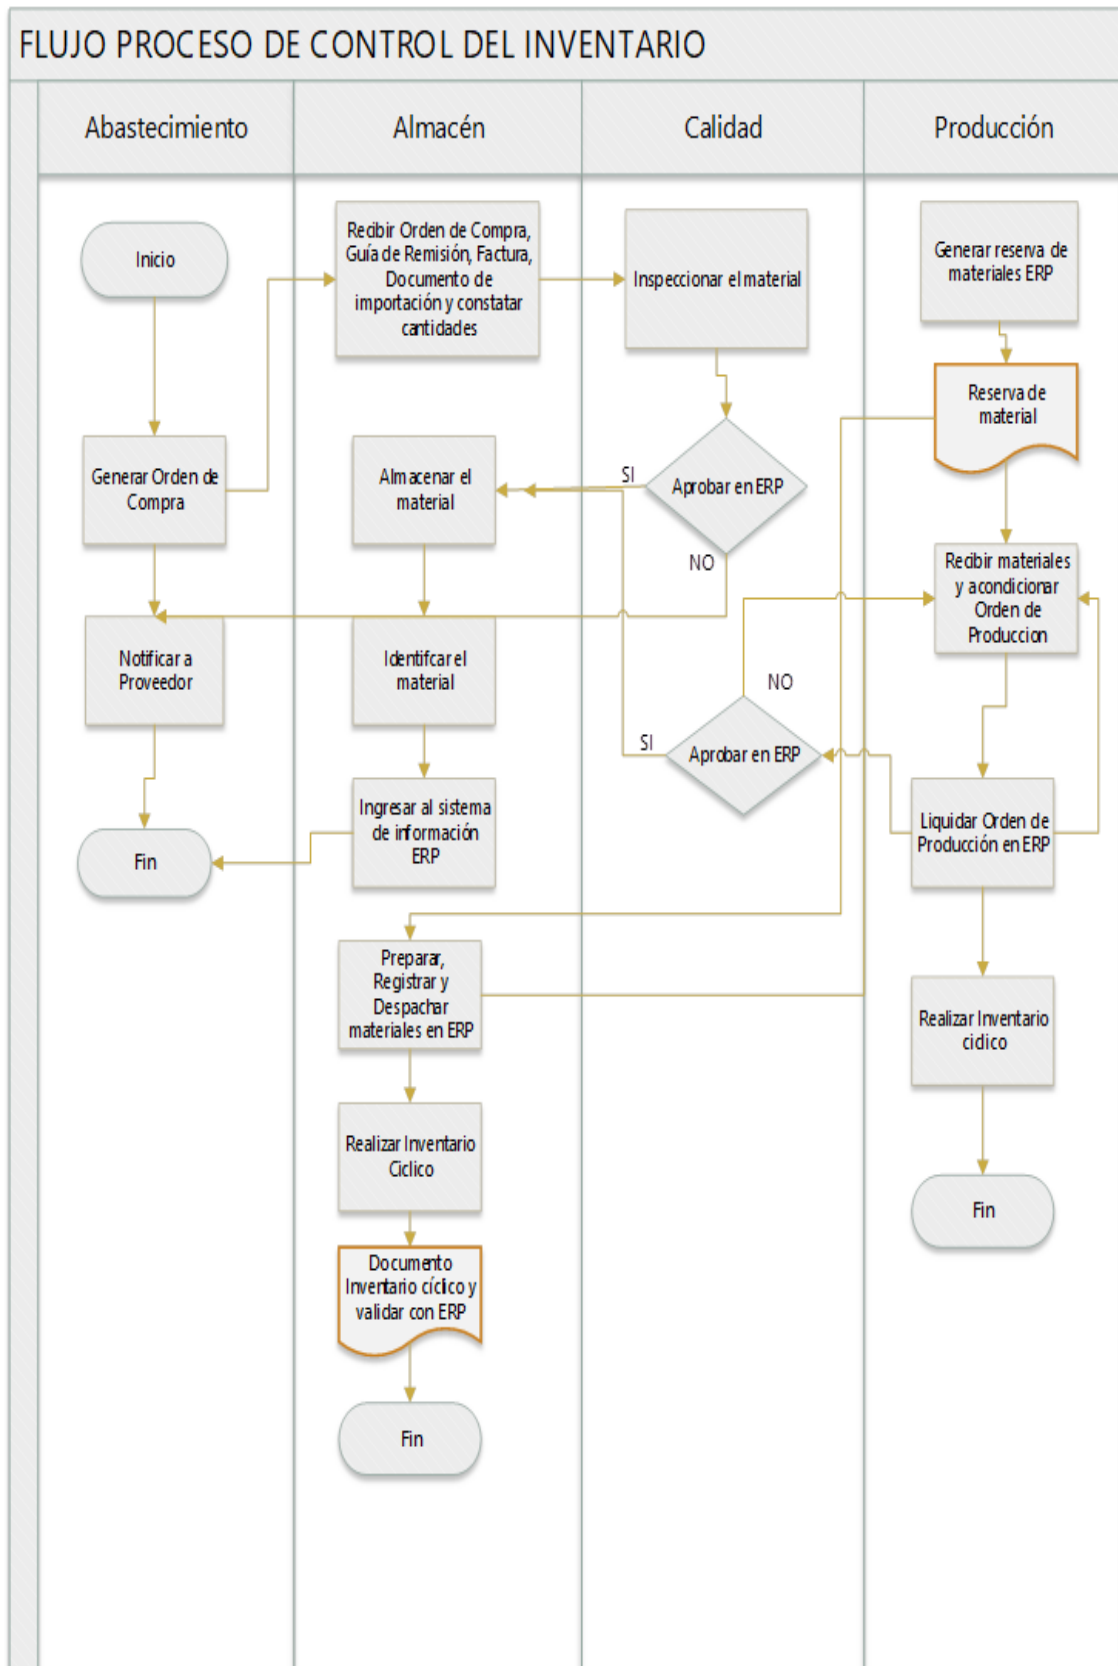 FLUJO PROCESO DE CONTROL DEL INVENTARIO
Abastecimiento
Almacén
Calidad
Producción
Inicio
Generar Orden de
Compra
Notificar a
Proveedor
Fin
Recibir Orden de Compra,
Guía de Remisión, Factura,
Documento de
importación y constatar
cantidades
Almacenar el
material
Identifcar el
material
Ingresar al sistema
de información
ERP
Preparar,
Registrar y
Despachar
materiales en ERP
Realizar Inventario
Ciclico
Documento
Inventario cíclico y
validar con ERP
Fin
Inspeccionar el material
Aprobar en ERP
SI
NO
Aprobar en ERP
SI
NO
Generar reserva de
materiales ERP
Reserva de
material
Recibir materiales
y acondicionar
Orden de
Produccion
Liquidar Orden de
Producción en ERP
Realizar Inventario
ciclico
Fin